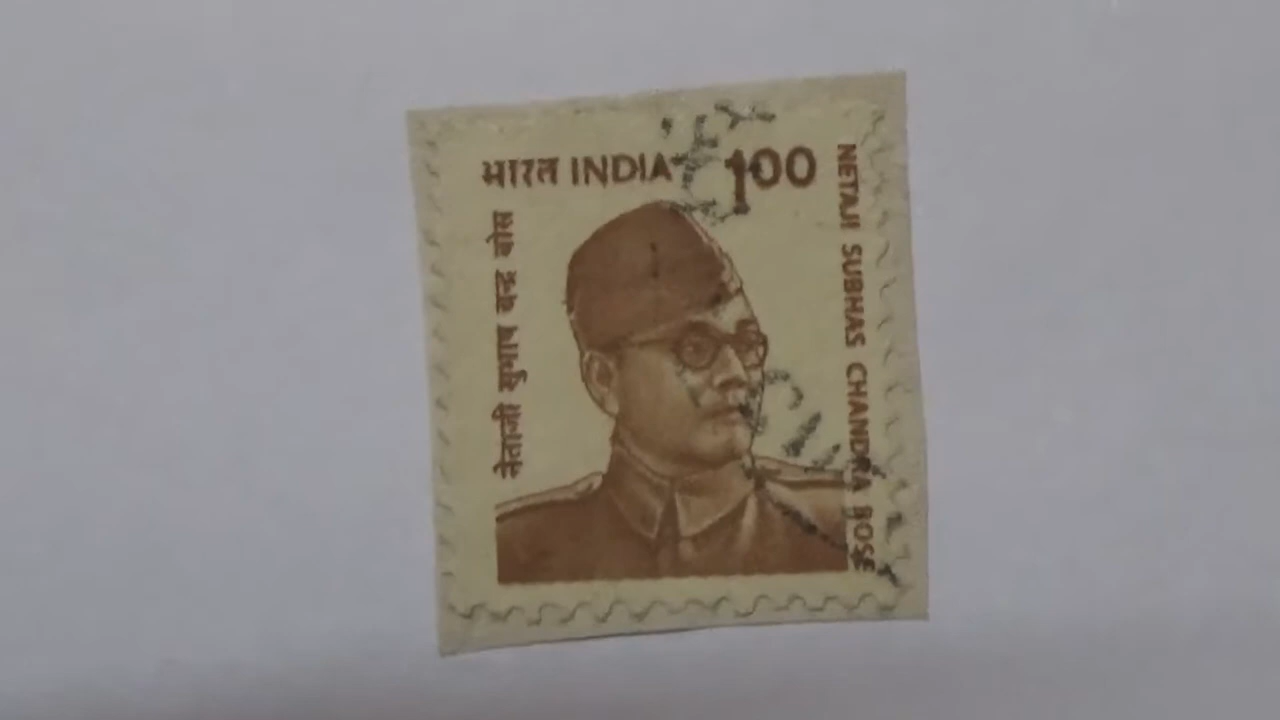 भारत INDIA 100
नेताजी सुभाष चन्द्र बोस
NETAJI SUBHAS CHANDRA BOSE